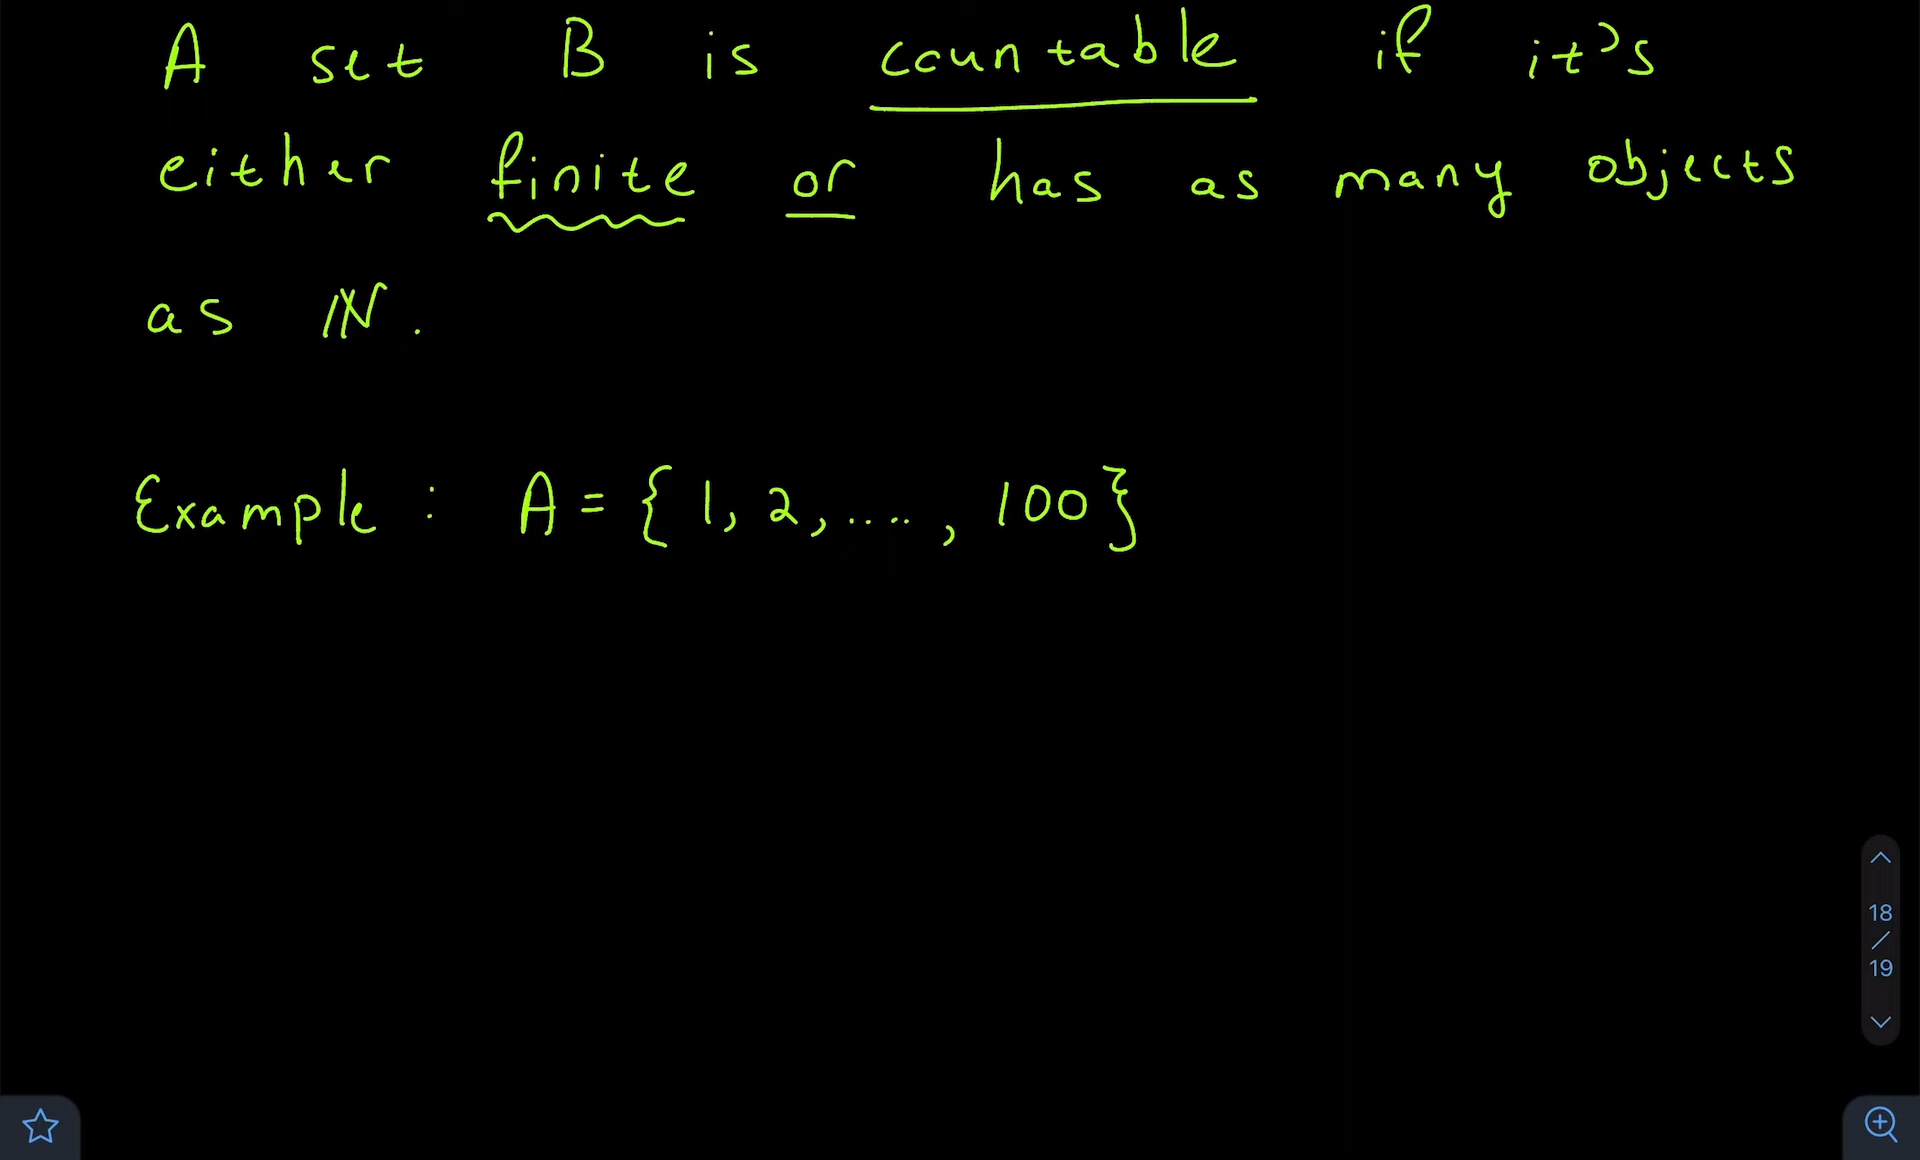 A set B is countable if it's
either finite or has as many objects
as ℕ.
Example : A = { 1, 2, .... , 100}
18
/
19